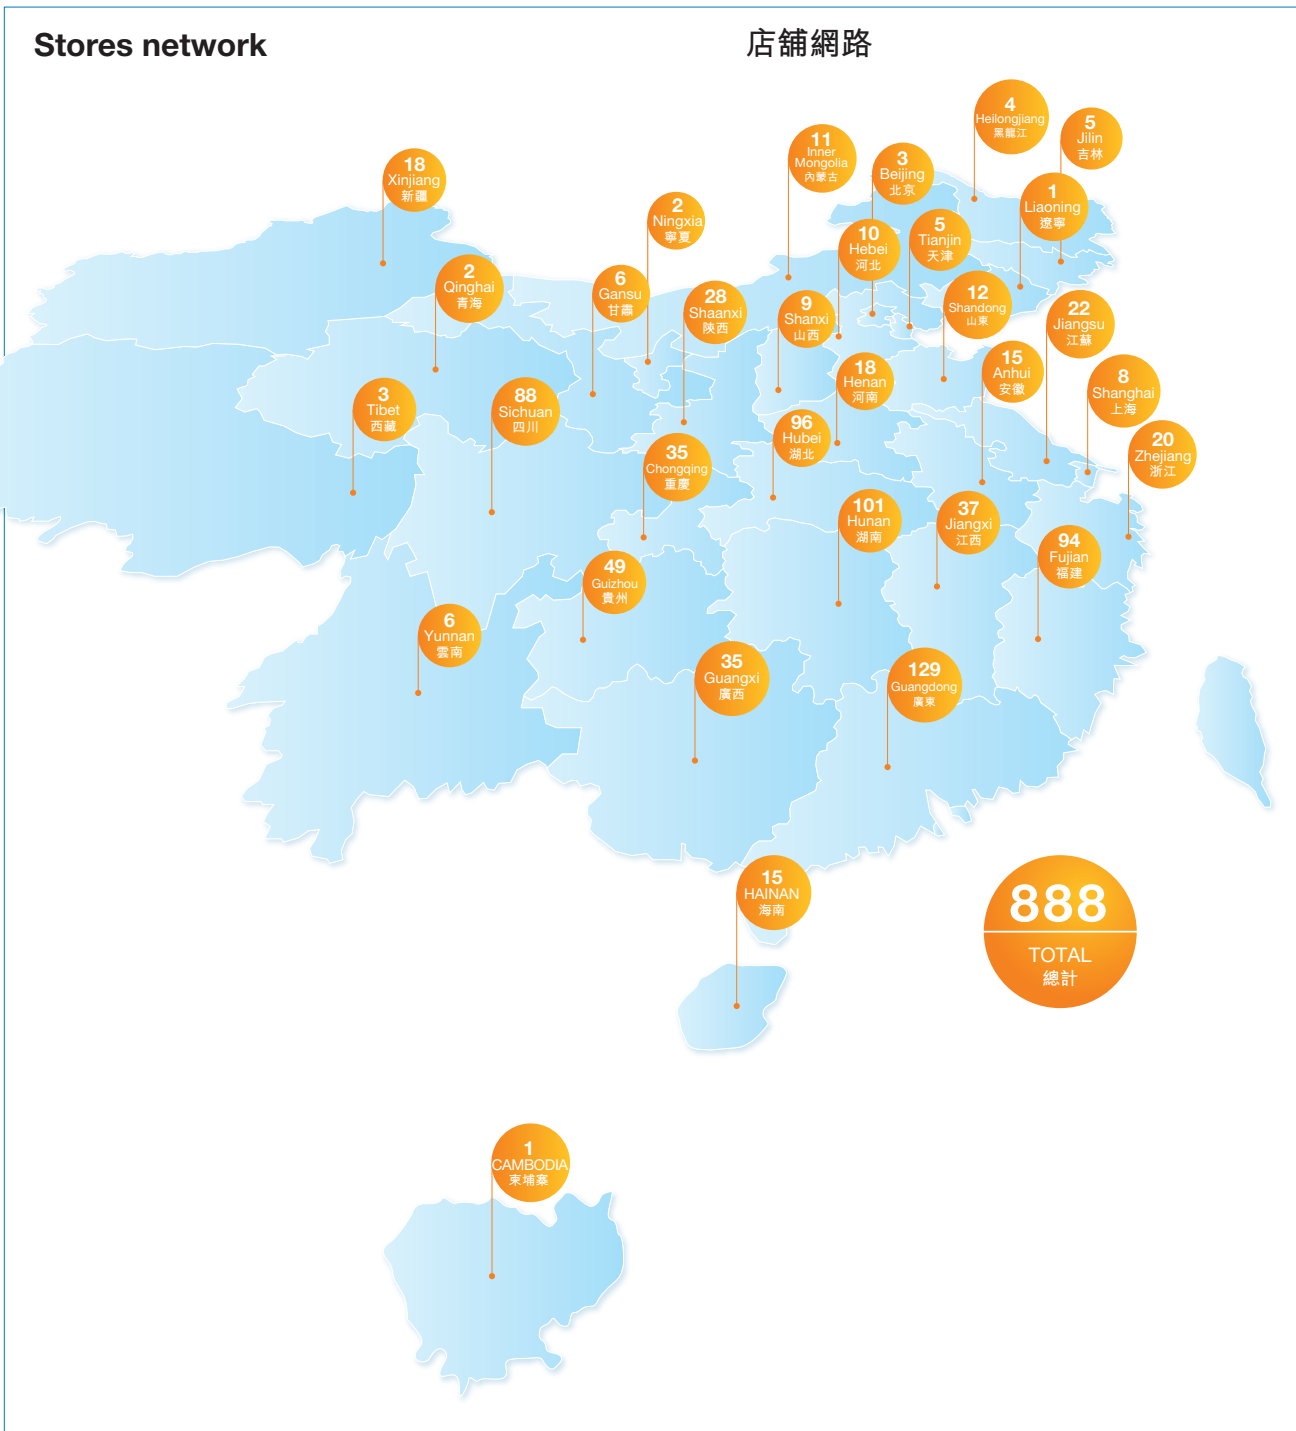 Stores network
店舖網路
4
Heilongjiang
黑龍江
5
Jilin
吉林
11
Inner
Mongolia
內蒙古
3
Beijing
北京
18
Xinjiang
新疆
1
Liaoning
遼寧
2
Ningxia
寧夏
10
Hebei
河北
5
Tianjin
天津
2
Qinghai
青海
6
Gansu
甘肅
28
Shaanxi
陝西
9
Shanxi
山西
12
Shandong
山東
22
Jiangsu
江蘇
15
Anhui
安徽
18
Henan
河南
8
Shanghai
上海
3
Tibet
西藏
88
Sichuan
四川
96
Hubei
湖北
20
Zhejiang
浙江
35
Chongqing
重慶
101
Hunan
湖南
37
Jiangxi
江西
94
Fujian
福建
49
Guizhou
貴州
6
Yunnan
雲南
35
Guangxi
廣西
129
Guangdong
廣東
15
HAINAN
海南
888
TOTAL
總計
1
CAMBODIA
柬埔寨